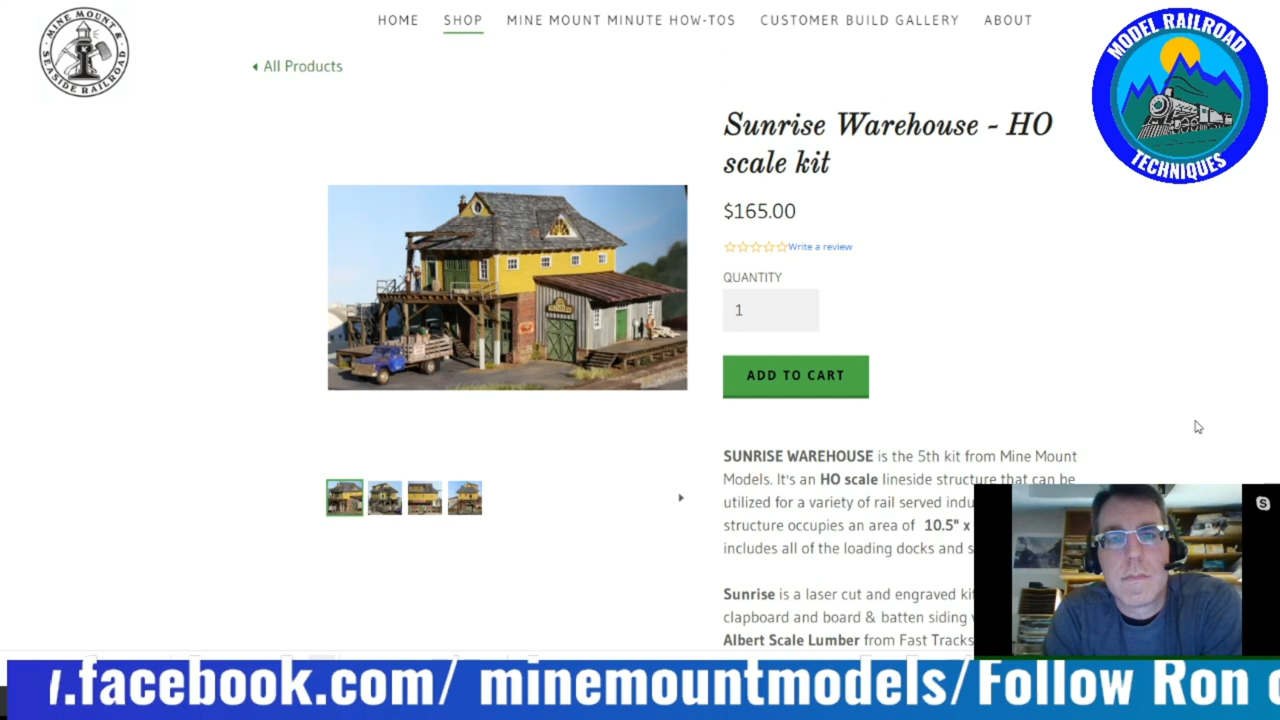 MINE MOUNT &
SEASIDE RAILROAD
HOME SHOP MINE MOUNT MINUTE HOW-TOS CUSTOMER BUILD GALLERY ABOUT
MODEL RAILROAD
TECHNIQUES
All Products
Sunrise Warehouse - HO
scale kit
$165.00
Write a review
QUANTITY
1
ADD TO CART
SUNRISE WAREHOUSE is the 5th kit from Mine Mount
Models. It's an HO scale lineside structure that can be
utilized for a variety of rail served indu
structure occupies an area of 10.5" x
includes all of the loading docks and s
Sunrise is a laser cut and engraved ki
clapboard and board & batten siding
Albert Scale Lumber from Fast Tracks
.facebook.com/ minemountmodels/Follow Ron